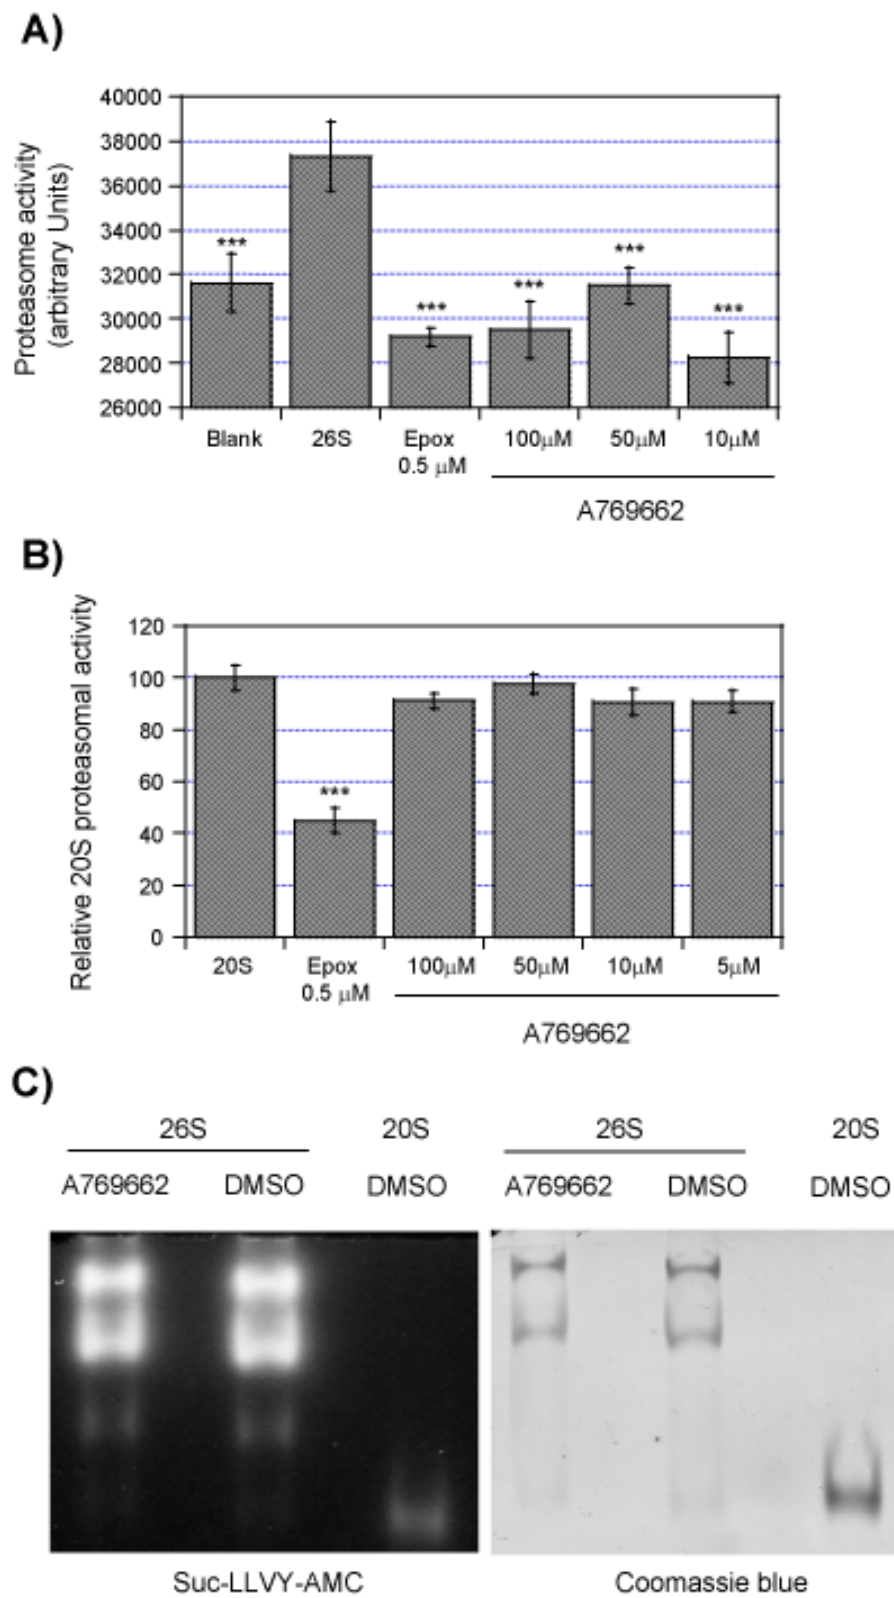 A)
Proteasome activity
(arbitrary Units)
40000
38000
36000
34000
32000
30000
28000
26000
***
***
***
***
***
Blank 26S Epox 100μM 50μM 10μM
0.5 μM
A769662
B)
Relative 20S proteasomal activity
120
100
80
60
40
20
0
***
20S Epox 100μM 50μM 10μM 5μM
0.5 μM
A769662
C)
26S 20S 26S 20S
A769662 DMSO DMSO A769662 DMSO DMSO
Suc-LLVY-AMC Coomassie blue